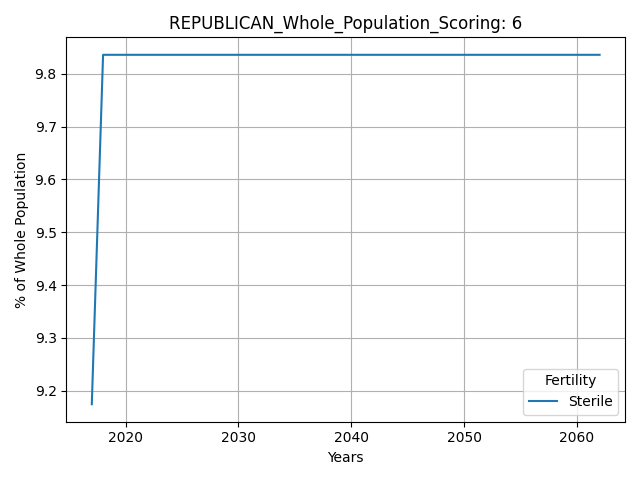 REPUBLICAN_Whole_Population_Scoring: 6
% of Whole Population
9.8
9.7
9.6
9.5
9.4
9.3
9.2
Fertility
Sterile
2020 2030 2040 2050 2060
Years